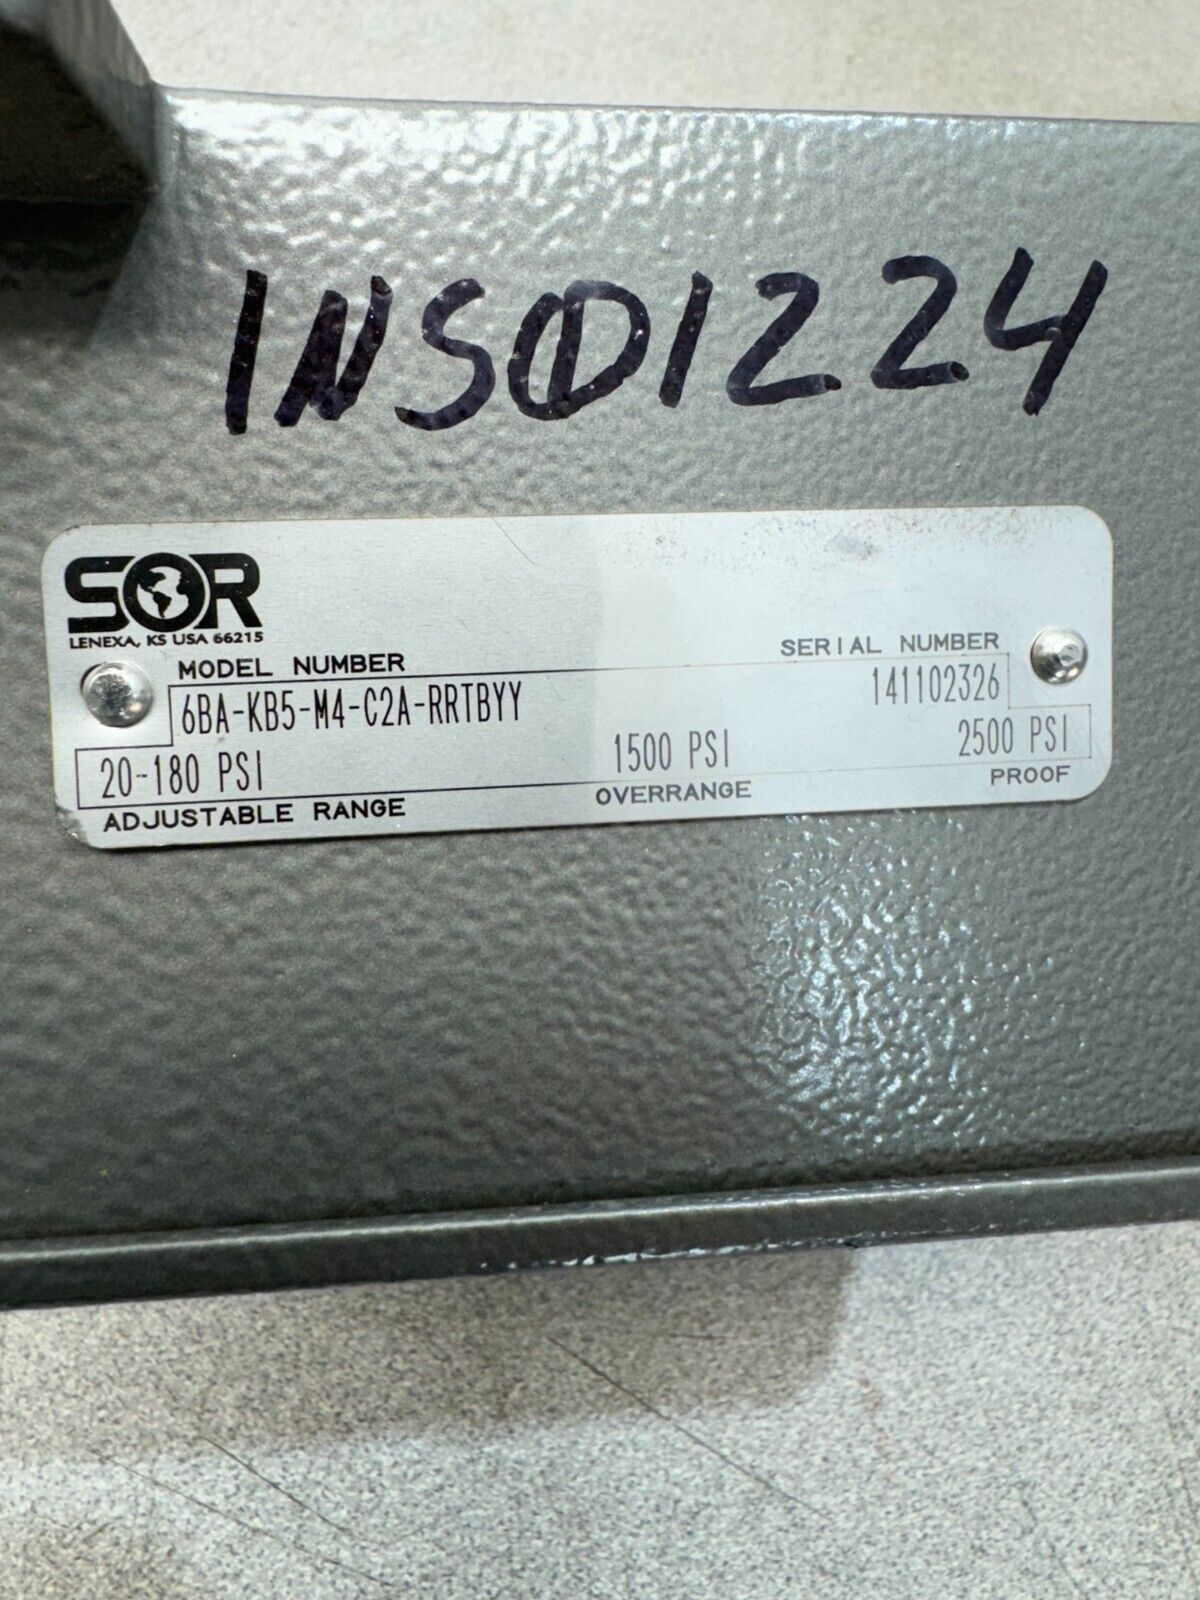 INS01224
SOR
LENEXA, KS USA 66215
MODEL NUMBER SERIAL NUMBER
6BA-KB5-M4-C2A-RRTBYY 141102326
20-180 PSI 1500 PSI 2500 PSI
ADJUSTABLE RANGE OVERRANGE PROOF